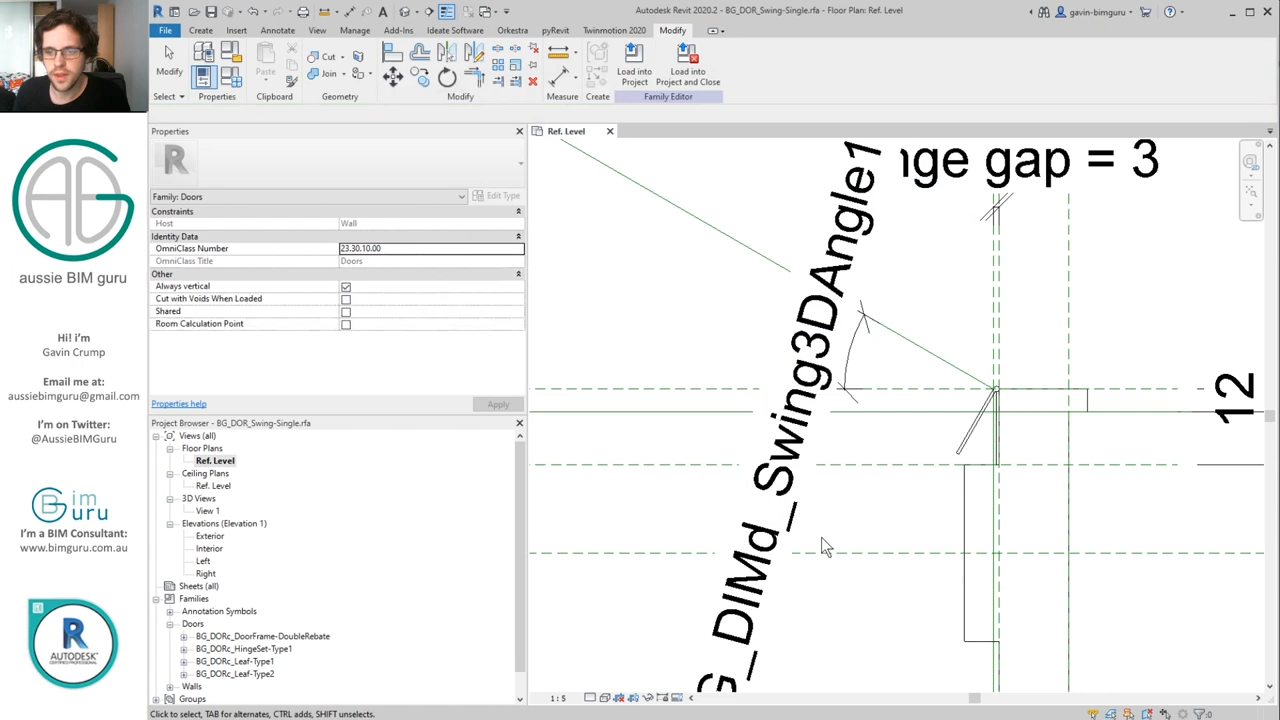 Autodesk Revit 2020.2 - BG_DOR_Swing-Single.rfa - Floor Plan: Ref. Level
gavin-bimguru
File
Create
Insert
Annotate
View
Manage
Add-Ins
Ideate Software
Orkestra
pyRevit
Twinmotion 2020
Modify
Modify
Paste
Cut
Join
Load into
Project
Load into
Project and Close
Select
Properties
Clipboard
Geometry
Modify
Measure
Create
Family Editor
Properties
Family: Doors
Edit Type
Constraints
Host
Wall
Identity Data
OmniClass Number
23.30.10.00
OmniClass Title
Doors
Other
Always vertical
Cut with Voids When Loaded
Shared
Room Calculation Point
Properties help
Apply
Project Browser - BG_DOR_Swing-Single.rfa
Views (all)
Floor Plans
Ref. Level
Ceiling Plans
Ref. Level
3D Views
View 1
Elevations (Elevation 1)
Exterior
Interior
Left
Right
Sheets (all)
Families
Annotation Symbols
Doors
BG_DORc_DoorFrame-DoubleRebate
BG_DORc_HingeSet-Type1
BG_DORc_Leaf-Type1
BG_DORc_Leaf-Type2
Walls
Groups
Ref. Level
nge gap = 3
G_DIMd_Swing3DAngle1
12
1 : 5
Click to select, TAB for alternates, CTRL adds, SHIFT unselects.
:0
aussie BIM guru
Hi! i'm
Gavin Crump
Email me at:
aussiebimguru@gmail.com
I'm on Twitter:
@AussieBIMGuru
Bim
Guru
I'm a BIM Consultant:
www.bimguru.com.au
R
AUTODESK
CERTIFIED PROFESSIONAL